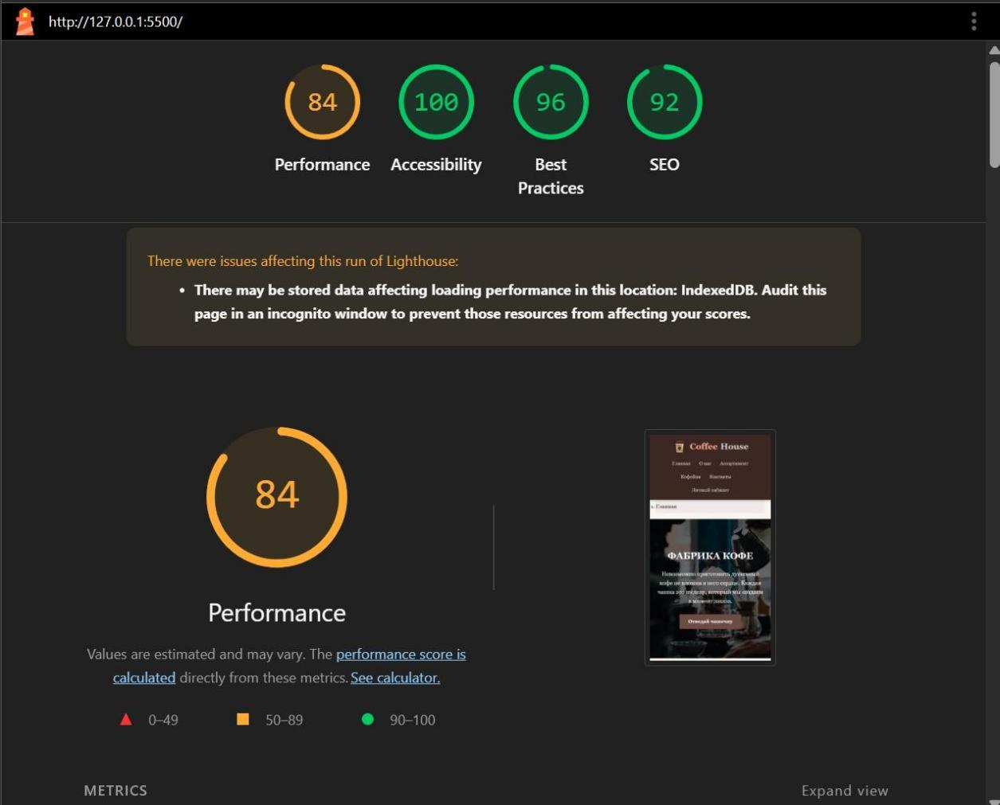 http://127.0.0.1:5500/
84
100
96
92
Performance
Accessibility
Best
Practices
SEO
There were issues affecting this run of Lighthouse:
• There may be stored data affecting loading performance in this location: IndexedDB. Audit this
page in an incognito window to prevent those resources from affecting your scores.
84
Performance
Values are estimated and may vary. The performance score is
calculated directly from these metrics. See calculator.
0–49
50–89
90–100
Coffee House
Главная О нас Ассортимент
Кофейни Контакты
Личный кабинет
1. Главная
ФАБРИКА КОФЕ
Невозможно приготовить душевный
кофе не вложив в него сердце. Каждая
чашка это шедевр, который мы создаем
в момент заказа.
Отведай чашечку
METRICS
Expand view